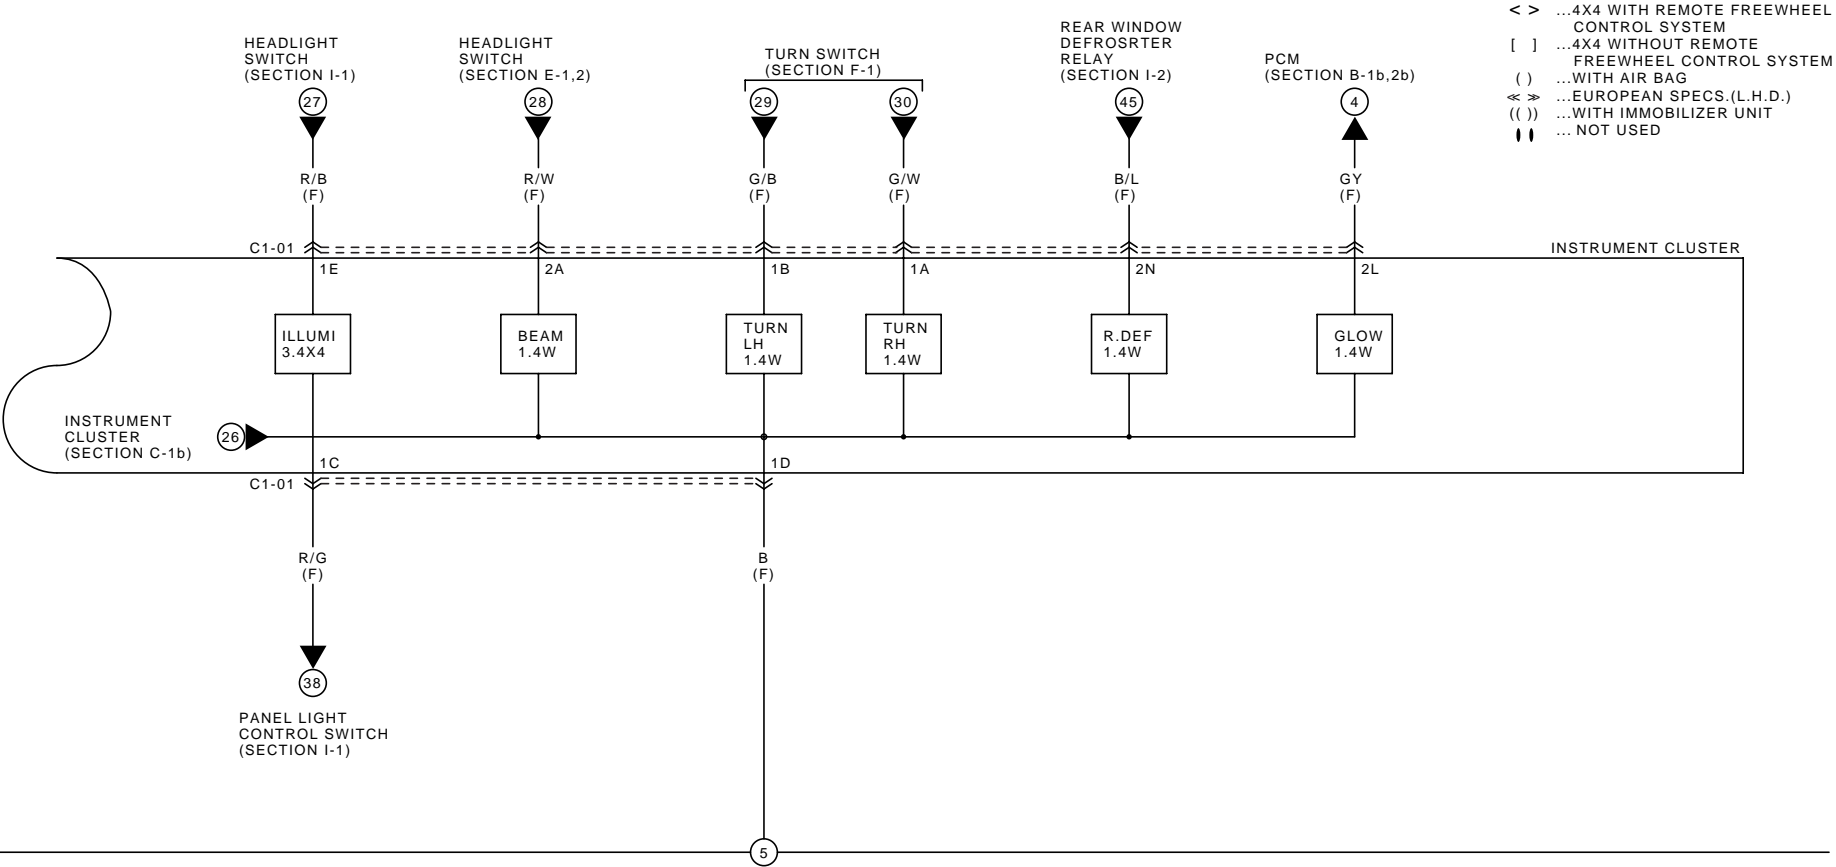 < > ...4X4 WITH REMOTE FREEWHEEL
CONTROL SYSTEM
[ ] ...4X4 WITHOUT REMOTE
FREEWHEEL CONTROL SYSTEM
( ) ...WITH AIR BAG
≪ ≫ ...EUROPEAN SPECS.(L.H.D.)
(( )) ...WITH IMMOBILIZER UNIT
... NOT USED
HEADLIGHT
SWITCH
(SECTION I-1)
27
HEADLIGHT
SWITCH
(SECTION E-1,2)
28
TURN SWITCH
(SECTION F-1)
29
30
REAR WINDOW
DEFROSRTER
RELAY
(SECTION I-2)
45
PCM
(SECTION B-1b,2b)
4
R/B
(F)
R/W
(F)
G/B
(F)
G/W
(F)
B/L
(F)
GY
(F)
C1-01
INSTRUMENT CLUSTER
1E
2A
1B
1A
2N
2L
ILLUMI
3.4X4
BEAM
1.4W
TURN
LH
1.4W
TURN
RH
1.4W
R.DEF
1.4W
GLOW
1.4W
INSTRUMENT
CLUSTER
(SECTION C-1b)
26
1C
1D
C1-01
R/G
(F)
B
(F)
38
PANEL LIGHT
CONTROL SWITCH
(SECTION I-1)
5